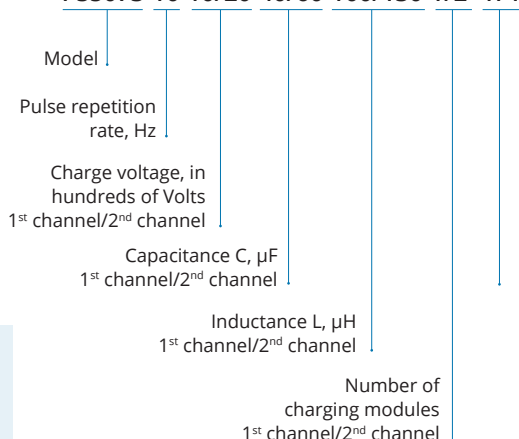 Model
Pulse repetition
rate, Hz
Charge voltage, in
hundreds of Volts
1st channel/2nd channel
Capacitance C, µF
1st channel/2nd channel
Inductance L, µH
1st channel/2nd channel
Number of
charging modules
1st channel/2nd channel